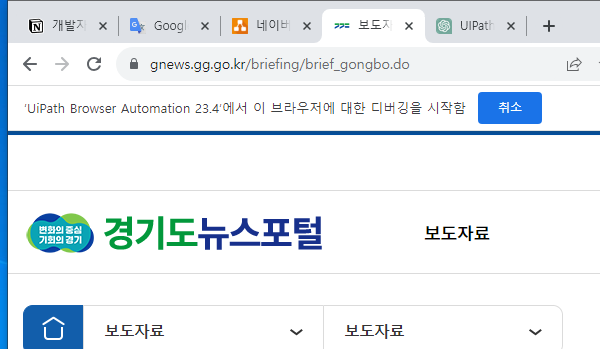 개발자 Google 네이버 보도자 UIPath
gnews.gg.go.kr/briefing/brief_gongbo.do
'UiPath Browser Automation 23.4'에서 이 브라우저에 대한 디버깅을 시작함 취소
변화의 중심
기회의 경기
경기도뉴스포털 보도자료
보도자료 보도자료